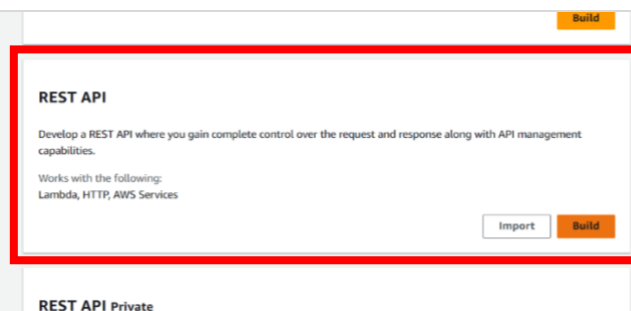 Build
REST API
Develop a REST API where you gain complete control over the request and response along with API management
capabilities.
Works with the following:
Lambda, HTTP, AWS Services
Import Build
REST API Private